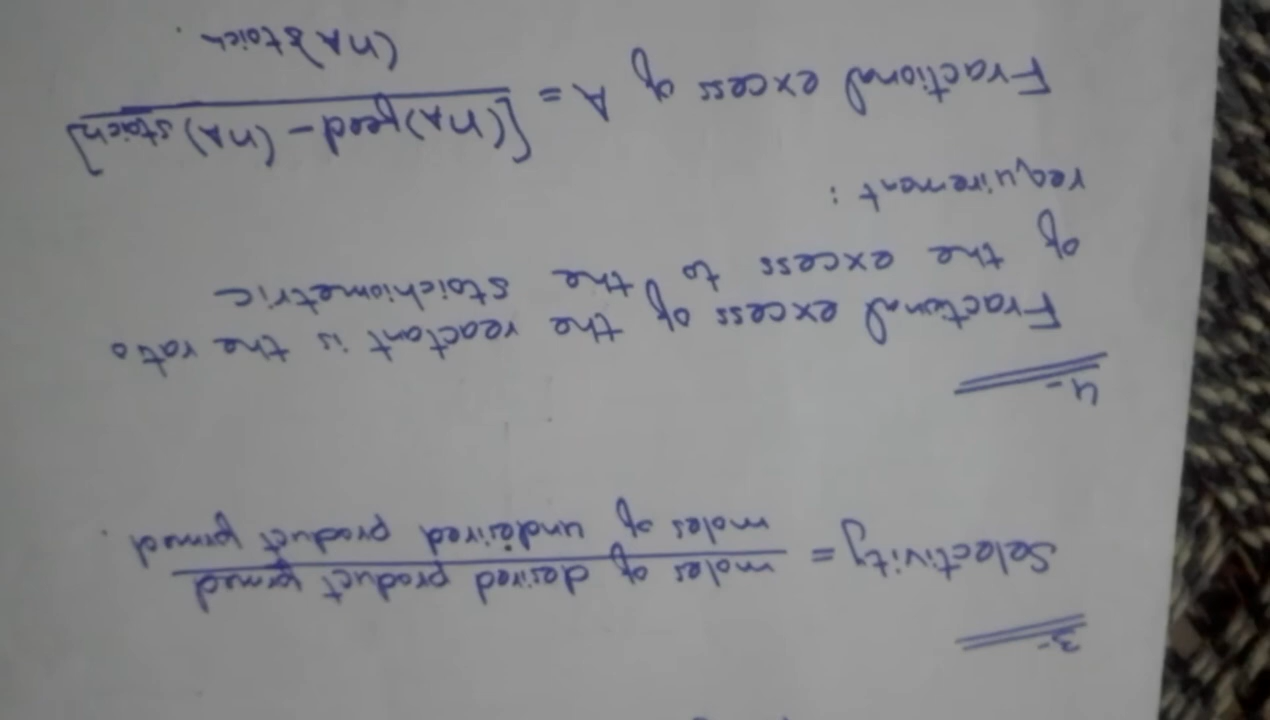 3-
Selectivity = moles of desired product formed
moles of undesired product formed.
4-
Fractional excess of the reactant is the rato
of the excess to the stoichiometric
requirement :
Fractional excess of A = [(nA)feed - (nA) stoich]
(nA) stoich.